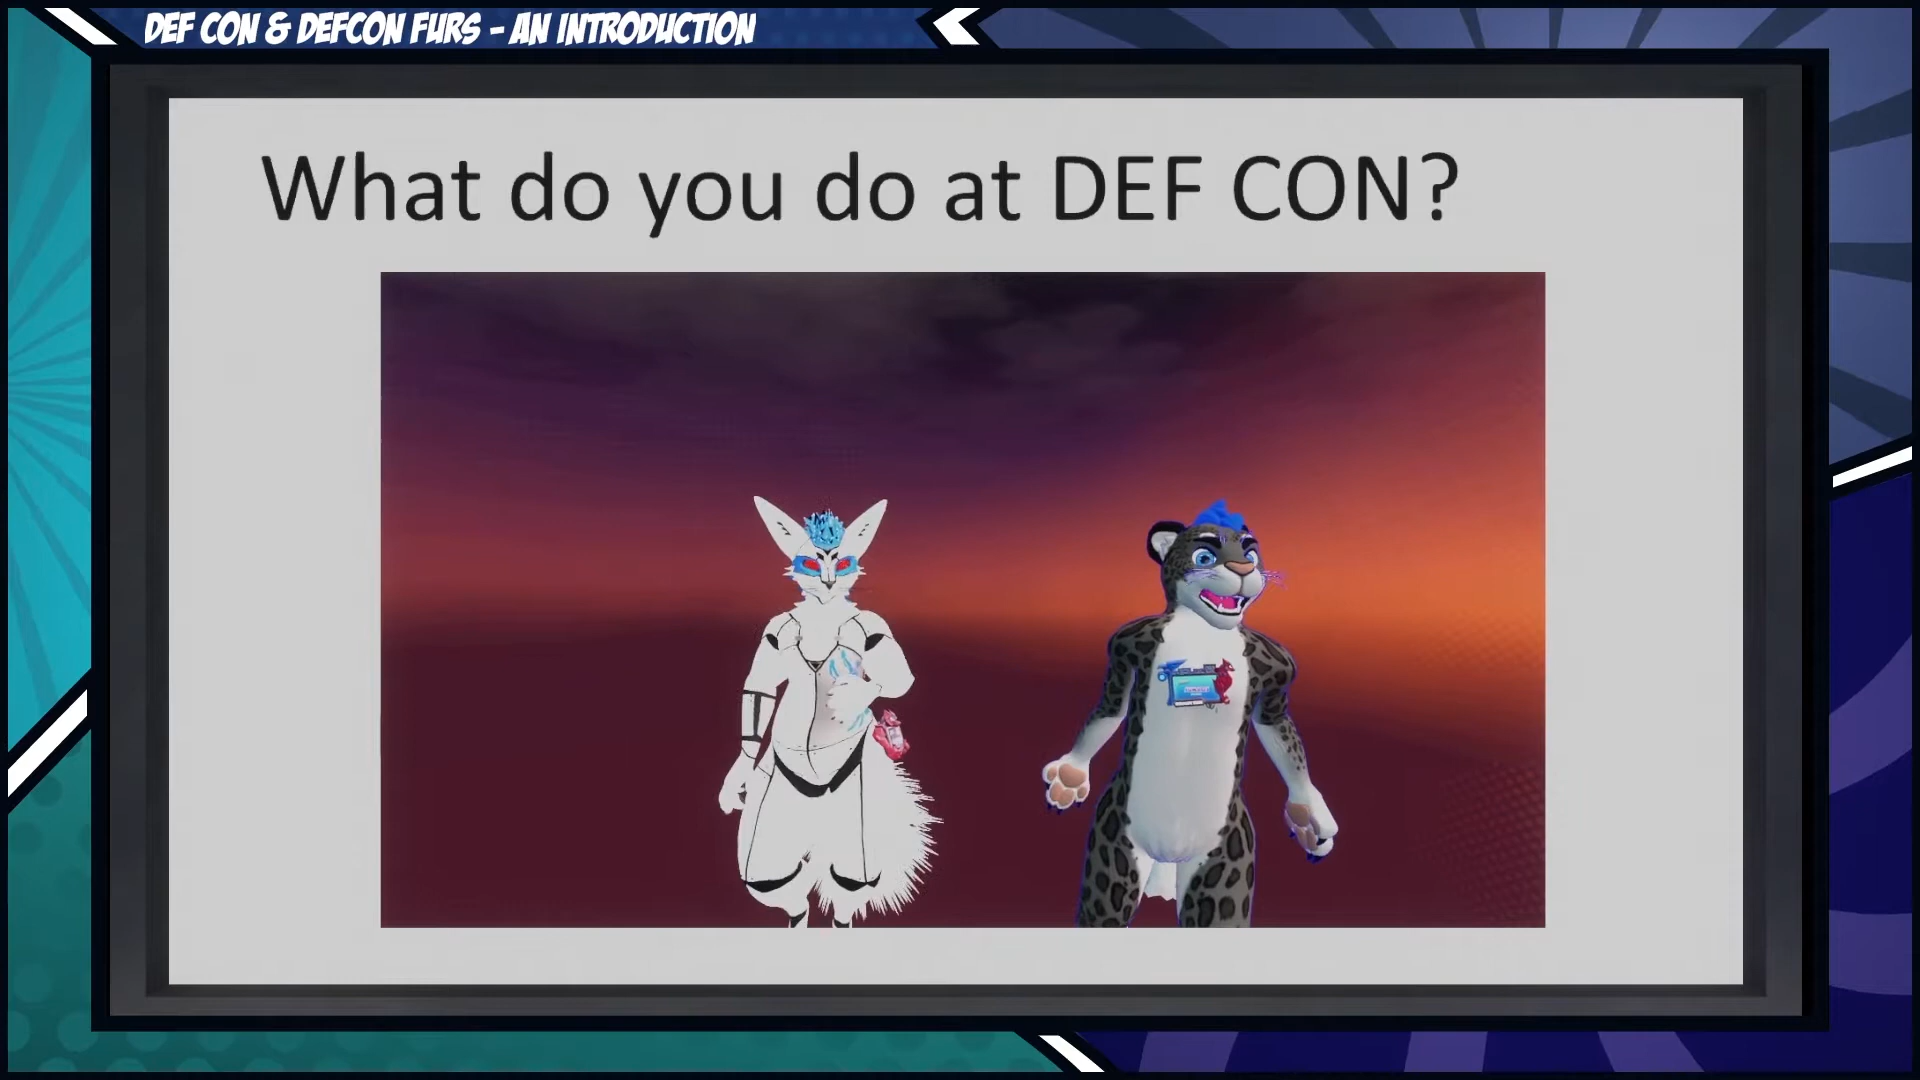 DEF CON & DEFCON FURS - AN INTRODUCTION
What do you do at DEF CON?